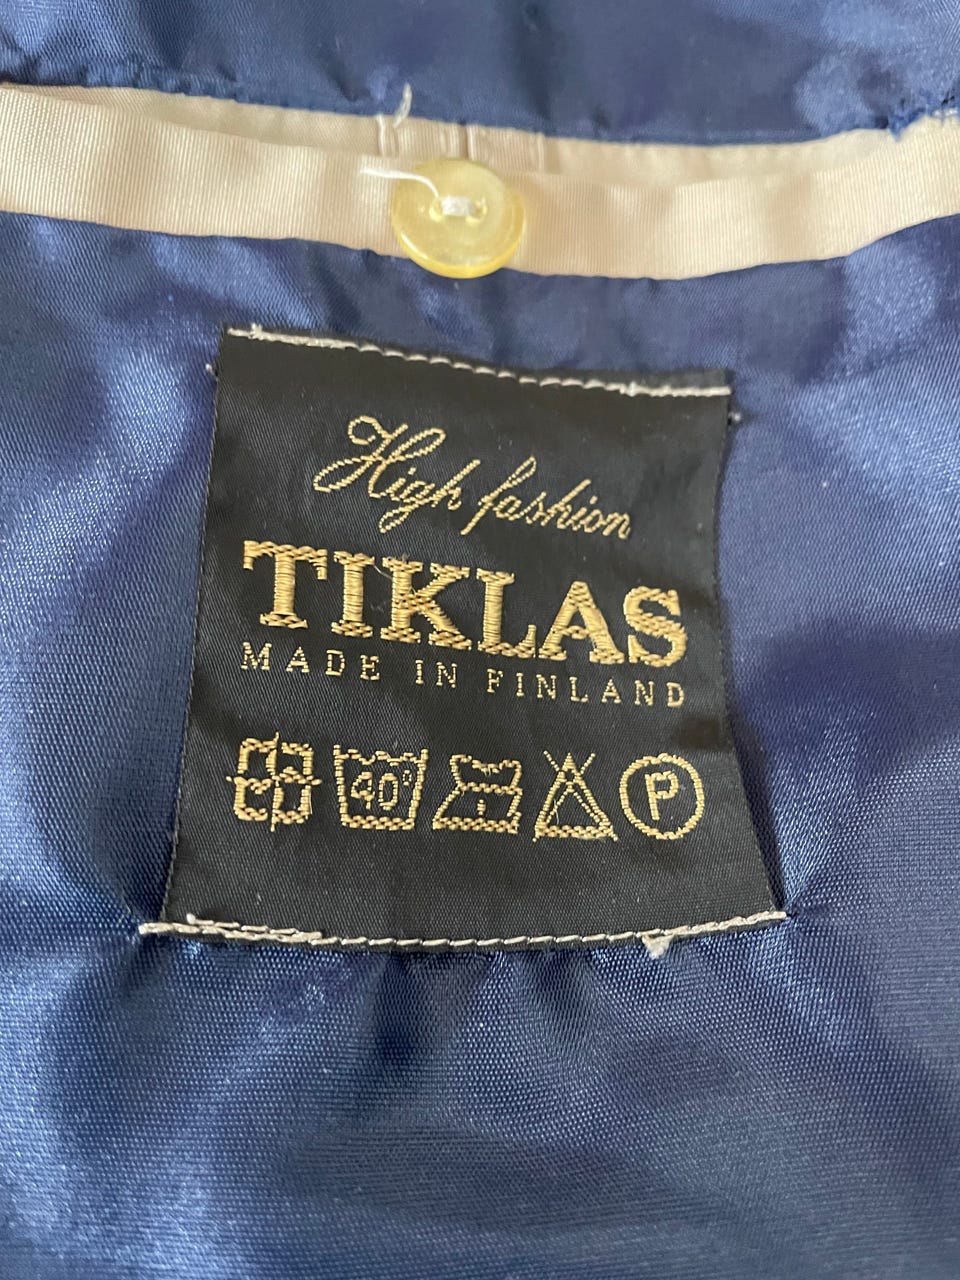 High fashion
TIKLAS
MADE IN FINLAND
40°
P